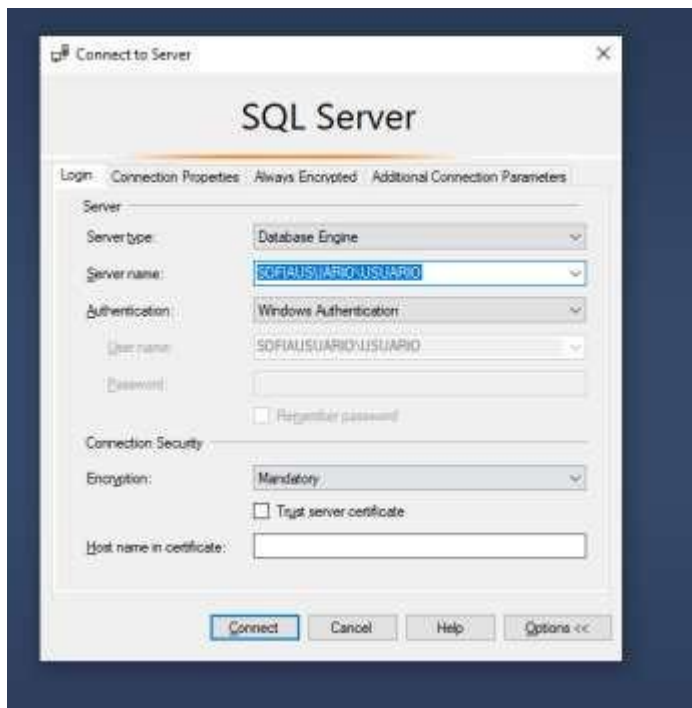 Connect to Server
SQL Server
Login Connection Properties Always Encrypted Additional Connection Parameters
Server
Server type: Database Engine
Server name: SOFIAUSUARIO\USUARIO
Authentication: Windows Authentication
User name: SOFIAUSUARIO\USUARIO
Password:
Remember password
Connection Security
Encryption: Mandatory
Trust server certificate
Host name in certificate:
Connect Cancel Help Options <<